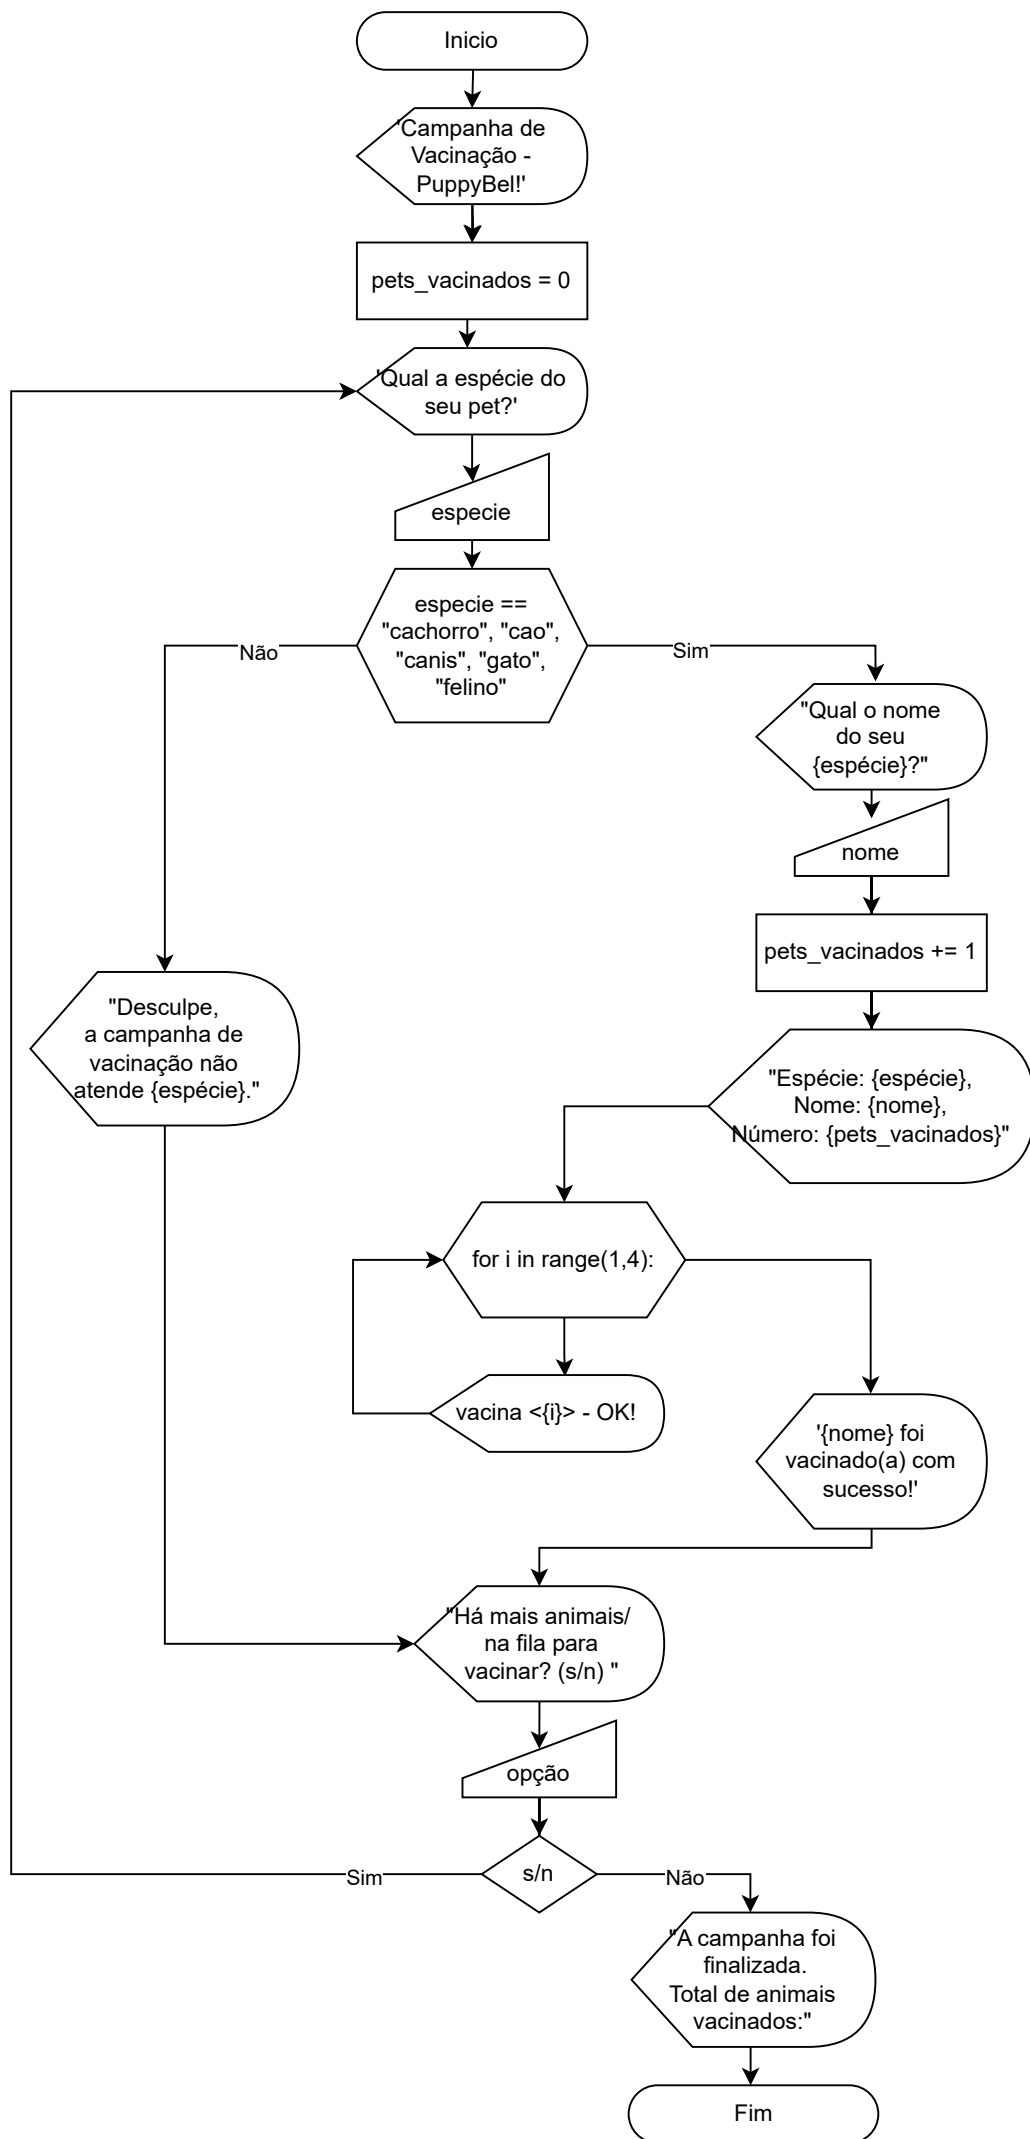 Inicio
'Campanha de
Vacinação -
PuppyBel!'
pets_vacinados = 0
'Qual a espécie do
seu pet?'
especie
especie ==
"cachorro", "cao",
"canis", "gato",
"felino"
Não
Sim
"Qual o nome
do seu
{espécie}?"
nome
pets_vacinados += 1
"Desculpe,
a campanha de
vacinação não
atende {espécie}."
"Espécie: {espécie},
Nome: {nome},
Número: {pets_vacinados}"
for i in range(1,4):
vacina <{i}> - OK!
'{nome} foi
vacinado(a) com
sucesso!'
"Há mais animais/
na fila para
vacinar? (s/n) "
opção
s/n
Sim
Não
"A campanha foi
finalizada.
Total de animais
vacinados:"
Fim